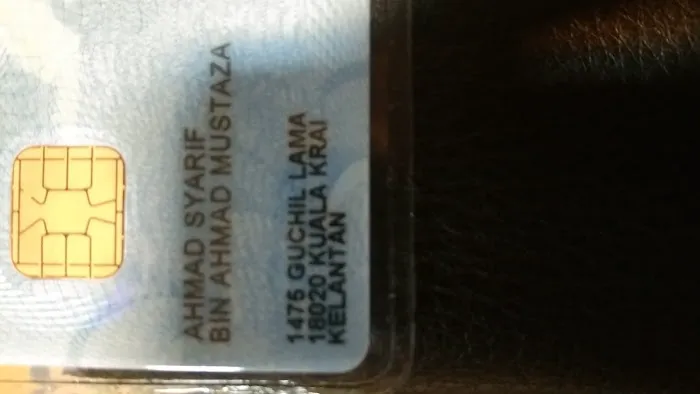 AHMAD SYARIF
BIN AHMAD MUSTAZA
1475 GUCHIL LAMA
18020 KUALA KRAI
KELANTAN